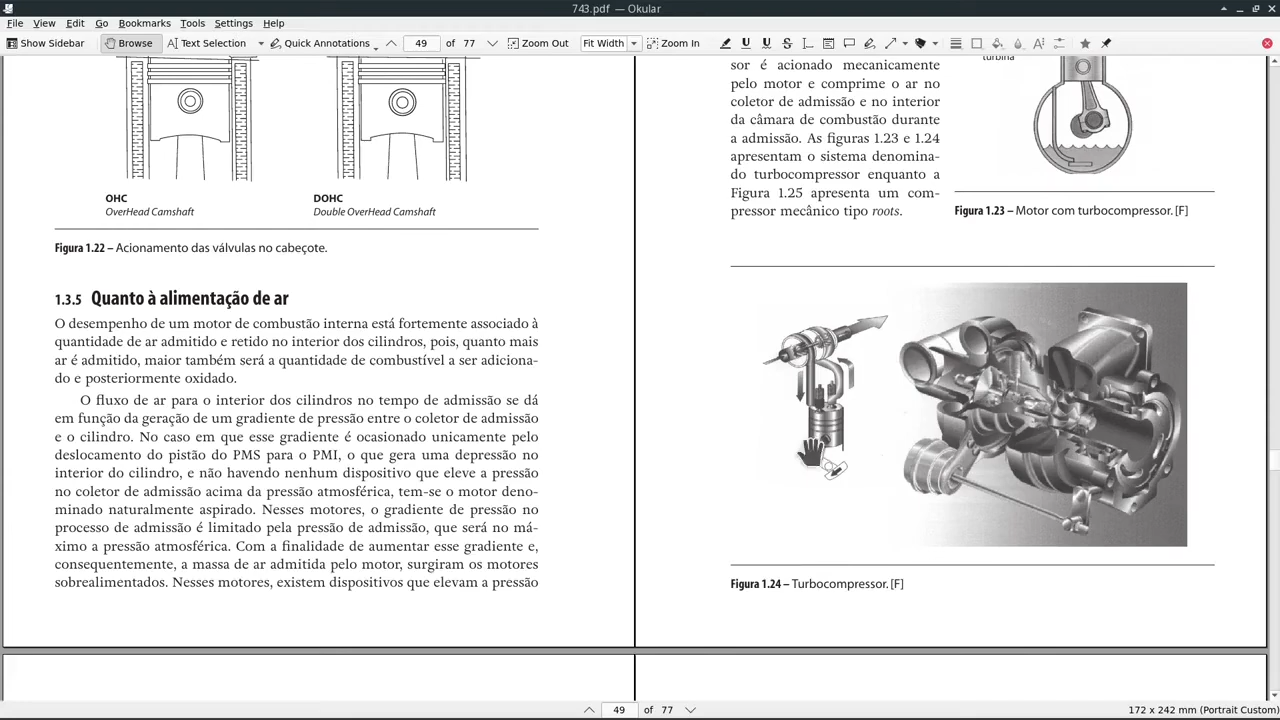 743.pdf — Okular
File View Edit Go Bookmarks Tools Settings Help
Show Sidebar Browse Text Selection Quick Annotations 49 of 77 Zoom Out Fit Width Zoom In
OHC
OverHead Camshaft
DOHC
Double OverHead Camshaft
Figura 1.22 – Acionamento das válvulas no cabeçote.
1.3.5 Quanto à alimentação de ar
O desempenho de um motor de combustão interna está fortemente associado à
quantidade de ar admitido e retido no interior dos cilindros, pois, quanto mais
ar é admitido, maior também será a quantidade de combustível a ser adiciona-
do e posteriormente oxidado.
O fluxo de ar para o interior dos cilindros no tempo de admissão se dá
em função da geração de um gradiente de pressão entre o coletor de admissão
e o cilindro. No caso em que esse gradiente é ocasionado unicamente pelo
deslocamento do pistão do PMS para o PMI, o que gera uma depressão no
interior do cilindro, e não havendo nenhum dispositivo que eleve a pressão
no coletor de admissão acima da pressão atmosférica, tem-se o motor deno-
minado naturalmente aspirado. Nesses motores, o gradiente de pressão no
processo de admissão é limitado pela pressão de admissão, que será no má-
ximo a pressão atmosférica. Com a finalidade de aumentar esse gradiente e,
consequentemente, a massa de ar admitida pelo motor, surgiram os motores
sobrealimentados. Nesses motores, existem dispositivos que elevam a pressão
sor é acionado mecanicamente
pelo motor e comprime o ar no
coletor de admissão e no interior
da câmara de combustão durante
a admissão. As figuras 1.23 e 1.24
apresentam o sistema denomina-
do turbocompressor enquanto a
Figura 1.25 apresenta um com-
pressor mecânico tipo roots.
turbina
Figura 1.23 – Motor com turbocompressor. [F]
Figura 1.24 – Turbocompressor. [F]
49 of 77
172 x 242 mm (Portrait Custom)